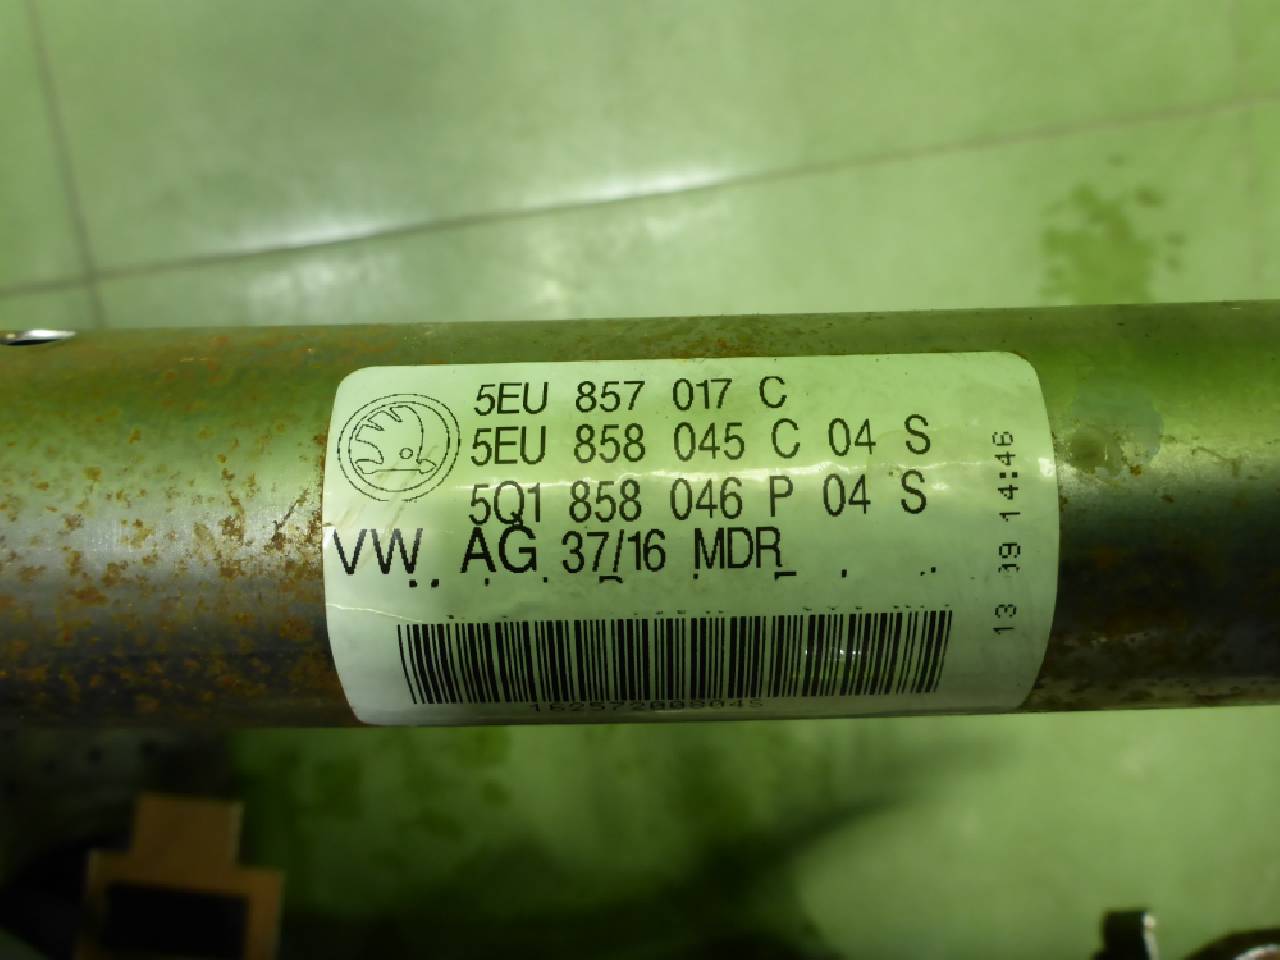 5EU 857 017 C
5EU 858 045 C 04 S
5Q1 858 046 P 04 S
VW AG 37/16 MDR
13 09 14:46